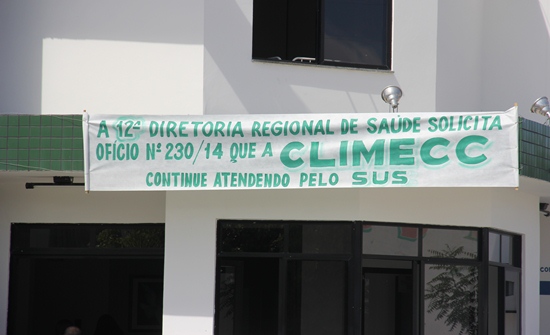 A 12ª DIRETORIA REGIONAL DE SAÚDE SOLICITA
OFÍCIO Nº 230/14 QUE A CLIMECC
CONTINUE ATENDENDO PELO SUS